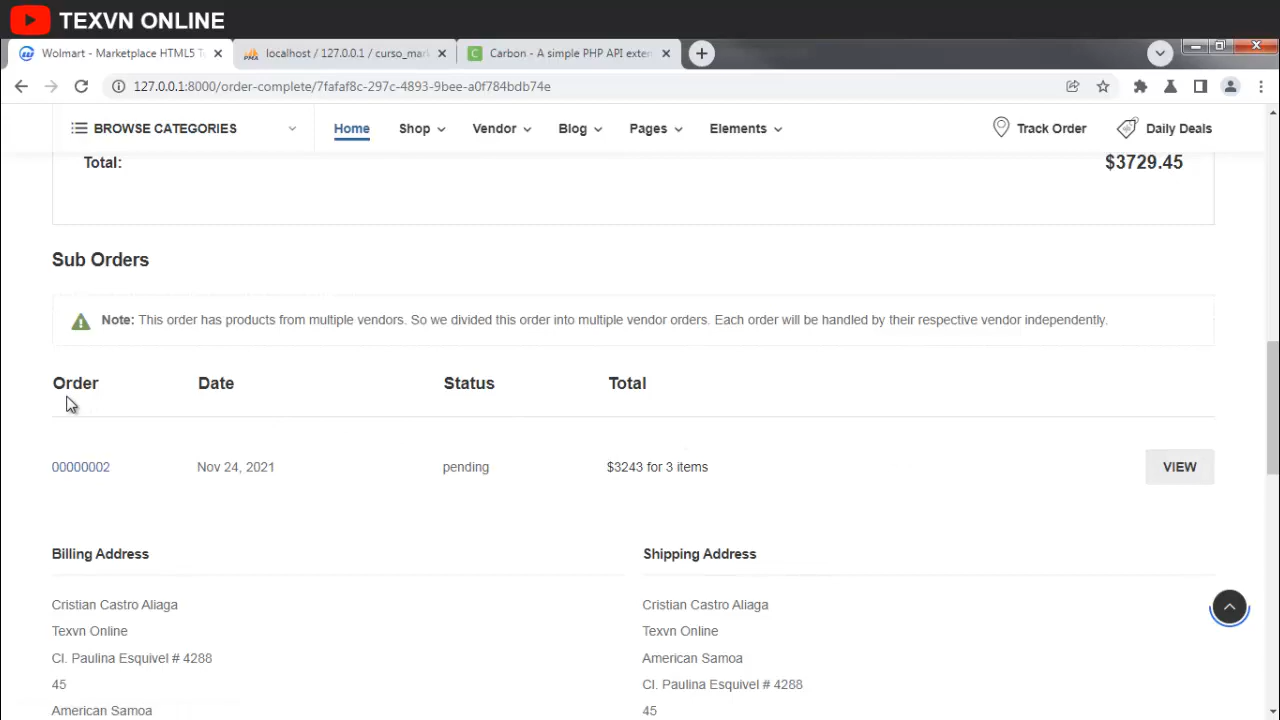 TEXVN ONLINE
Wolmart - Marketplace HTML5 T
localhost / 127.0.0.1 / curso_mark
Carbon - A simple PHP API exten
127.0.0.1:8000/order-complete/7fafaf8c-297c-4893-9bee-a0f784bdb74e
BROWSE CATEGORIES
Home
Shop
Vendor
Blog
Pages
Elements
Track Order
Daily Deals
Total:
$3729.45
Sub Orders
Note: This order has products from multiple vendors. So we divided this order into multiple vendor orders. Each order will be handled by their respective vendor independently.
Order Date Status Total
00000002 Nov 24, 2021 pending $3243 for 3 items VIEW
Billing Address
Cristian Castro Aliaga
Texvn Online
Cl. Paulina Esquivel # 4288
45
American Samoa
Shipping Address
Cristian Castro Aliaga
Texvn Online
American Samoa
Cl. Paulina Esquivel # 4288
45